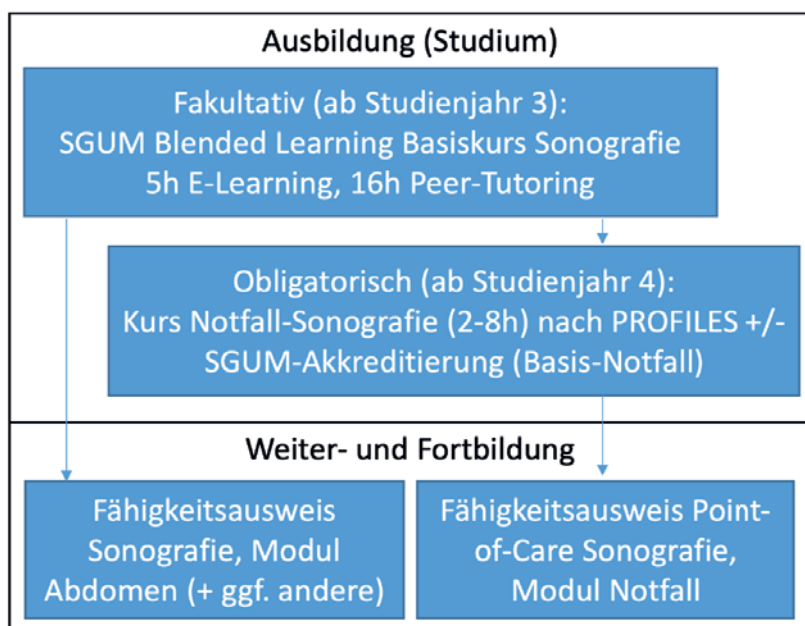 Ausbildung (Studium)
Fakultativ (ab Studienjahr 3):
SGUM Blended Learning Basiskurs Sonografie
5h E-Learning, 16h Peer-Tutoring
Obligatorisch (ab Studienjahr 4):
Kurs Notfall-Sonografie (2-8h) nach PROFILES +/-
SGUM-Akkreditierung (Basis-Notfall)
Weiter- und Fortbildung
Fähigkeitsausweis
Sonografie, Modul
Abdomen (+ ggf. andere)
Fähigkeitsausweis Point-
of-Care Sonografie,
Modul Notfall